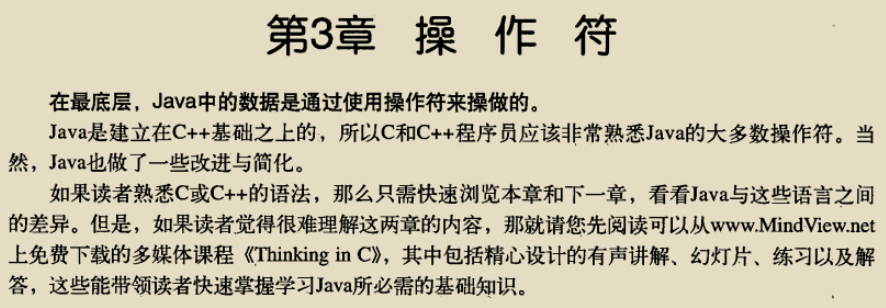 第3章 操 作 符
在最底层，Java中的数据是通过使用操作符来操做的。
Java是建立在C++基础之上的，所以C和C++程序员应该非常熟悉Java的大多数操作符。当
然，Java也做了一些改进与简化。
如果读者熟悉C或C++的语法，那么只需快速浏览本章和下一章，看看Java与这些语言之间
的差异。但是，如果读者觉得很难理解这两章的内容，那就请您先阅读可以从www.MindView.net
上免费下载的多媒体课程《Thinking in C》，其中包括精心设计的有声讲解、幻灯片、练习以及解
答，这些能带领读者快速掌握学习Java所必需的基础知识。